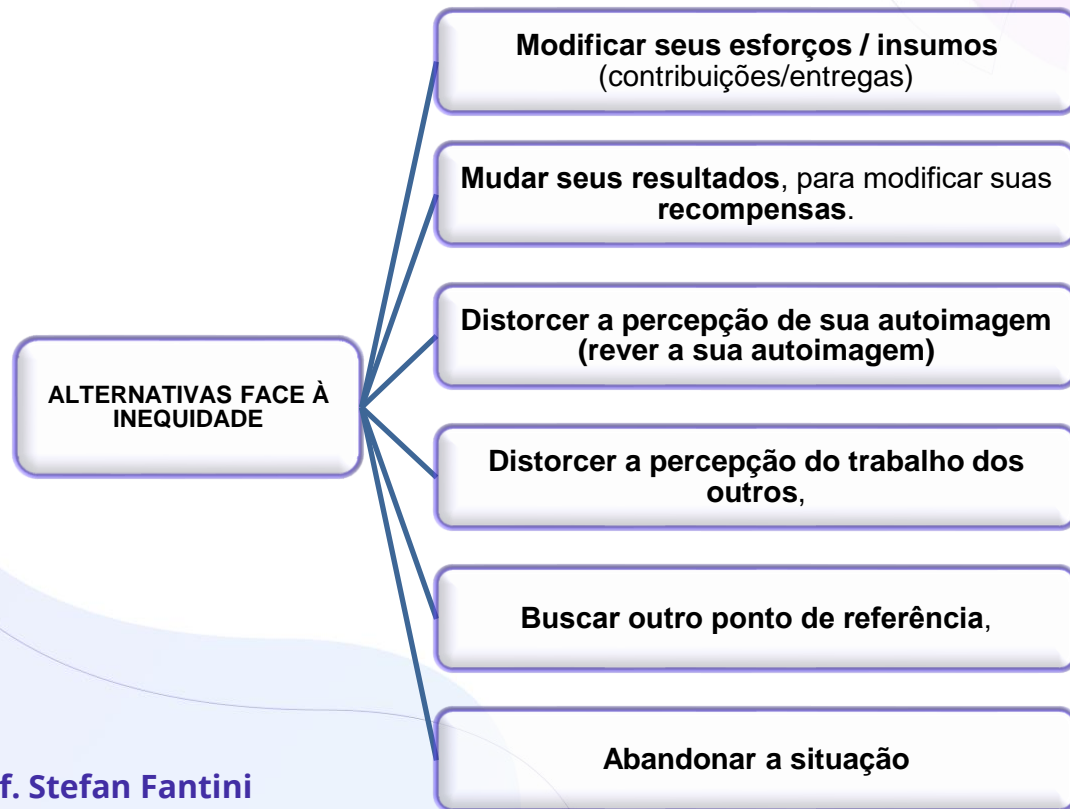 Modificar seus esforços / insumos
(contribuições/entregas)
Mudar seus resultados, para modificar suas
recompensas.
Distorcer a percepção de sua autoimagem
(rever a sua autoimagem)
ALTERNATIVAS FACE À
INEQUIDADE
Distorcer a percepção do trabalho dos
outros,
Buscar outro ponto de referência,
Abandonar a situação
f. Stefan Fantini